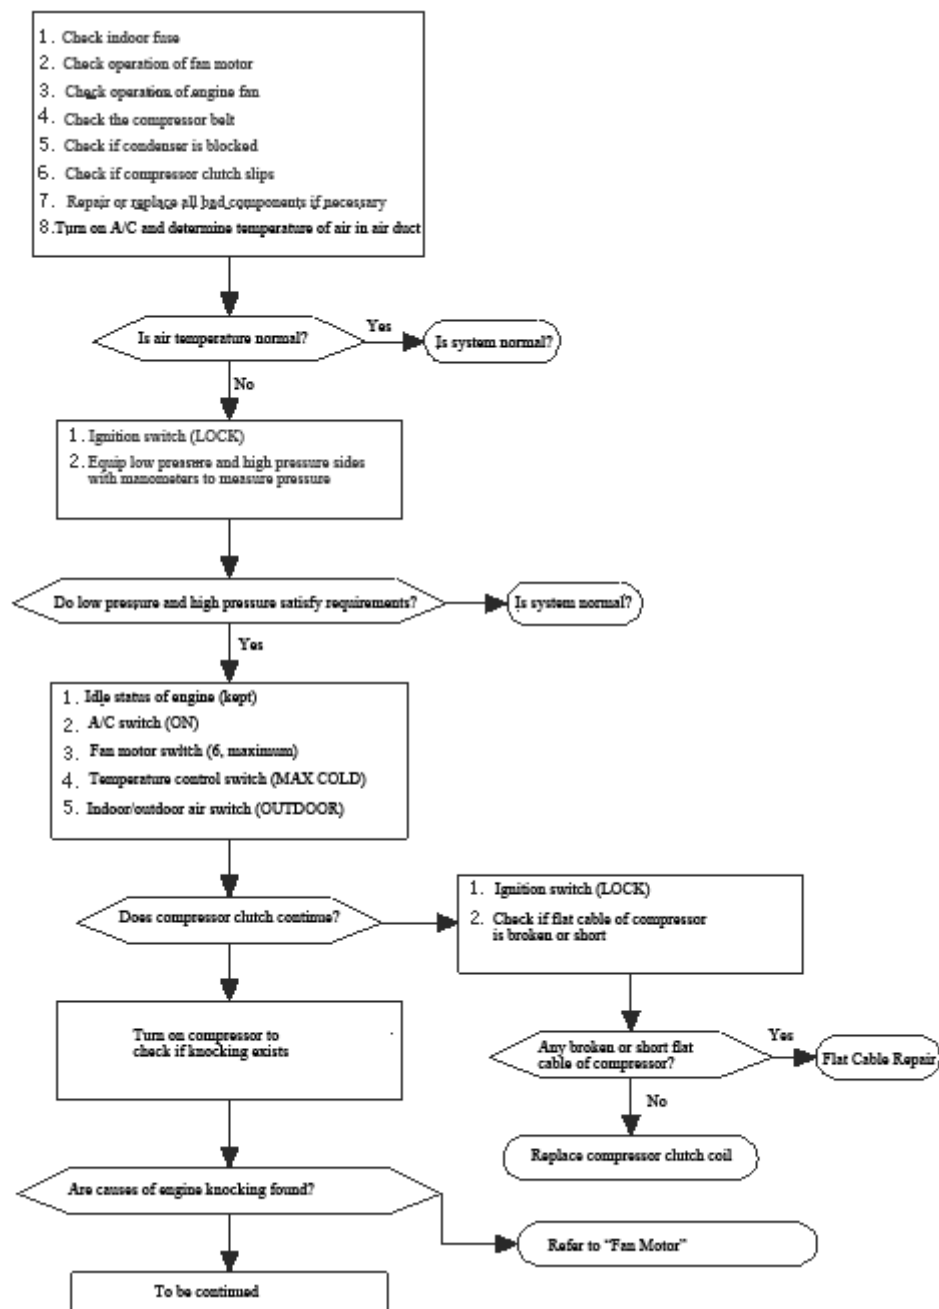 1. Check indoor fuse
2. Check operation of fan motor
3. Check operation of engine fan
4. Check the compressor belt
5. Check if condenser is blocked
6. Check if compressor clutch slips
7. Repair or replace all bad components if necessary
8.Turn on A/C and determine temperature of air in air duct
Is air temperature normal?
Yes
Is system normal?
No
1. Ignition switch (LOCK)
2. Equip low pressure and high pressure sides
with manometers to measure pressure
Do low pressure and high pressure satisfy requirements?
Is system normal?
Yes
1. Idle status of engine (kept)
2. A/C switch (ON)
3. Fan motor switch (6, maximum)
4. Temperature control switch (MAX COLD)
5. Indoor/outdoor air switch (OUTDOOR)
Does compressor clutch continue?
1. Ignition switch (LOCK)
2. Check if flat cable of compressor
is broken or short
Turn on compressor to
check if knocking exists
Any broken or short flat
cable of compressor?
Yes
Flat Cable Repair
No
Replace compressor clutch coil
Are causes of engine knocking found?
Refer to “Fan Motor”
To be continued